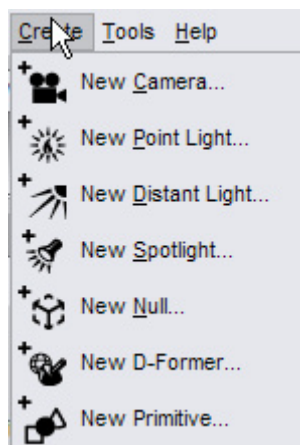 Create Tools Help
New Camera...
New Point Light...
New Distant Light...
New Spotlight...
New Null...
New D-Former...
New Primitive...